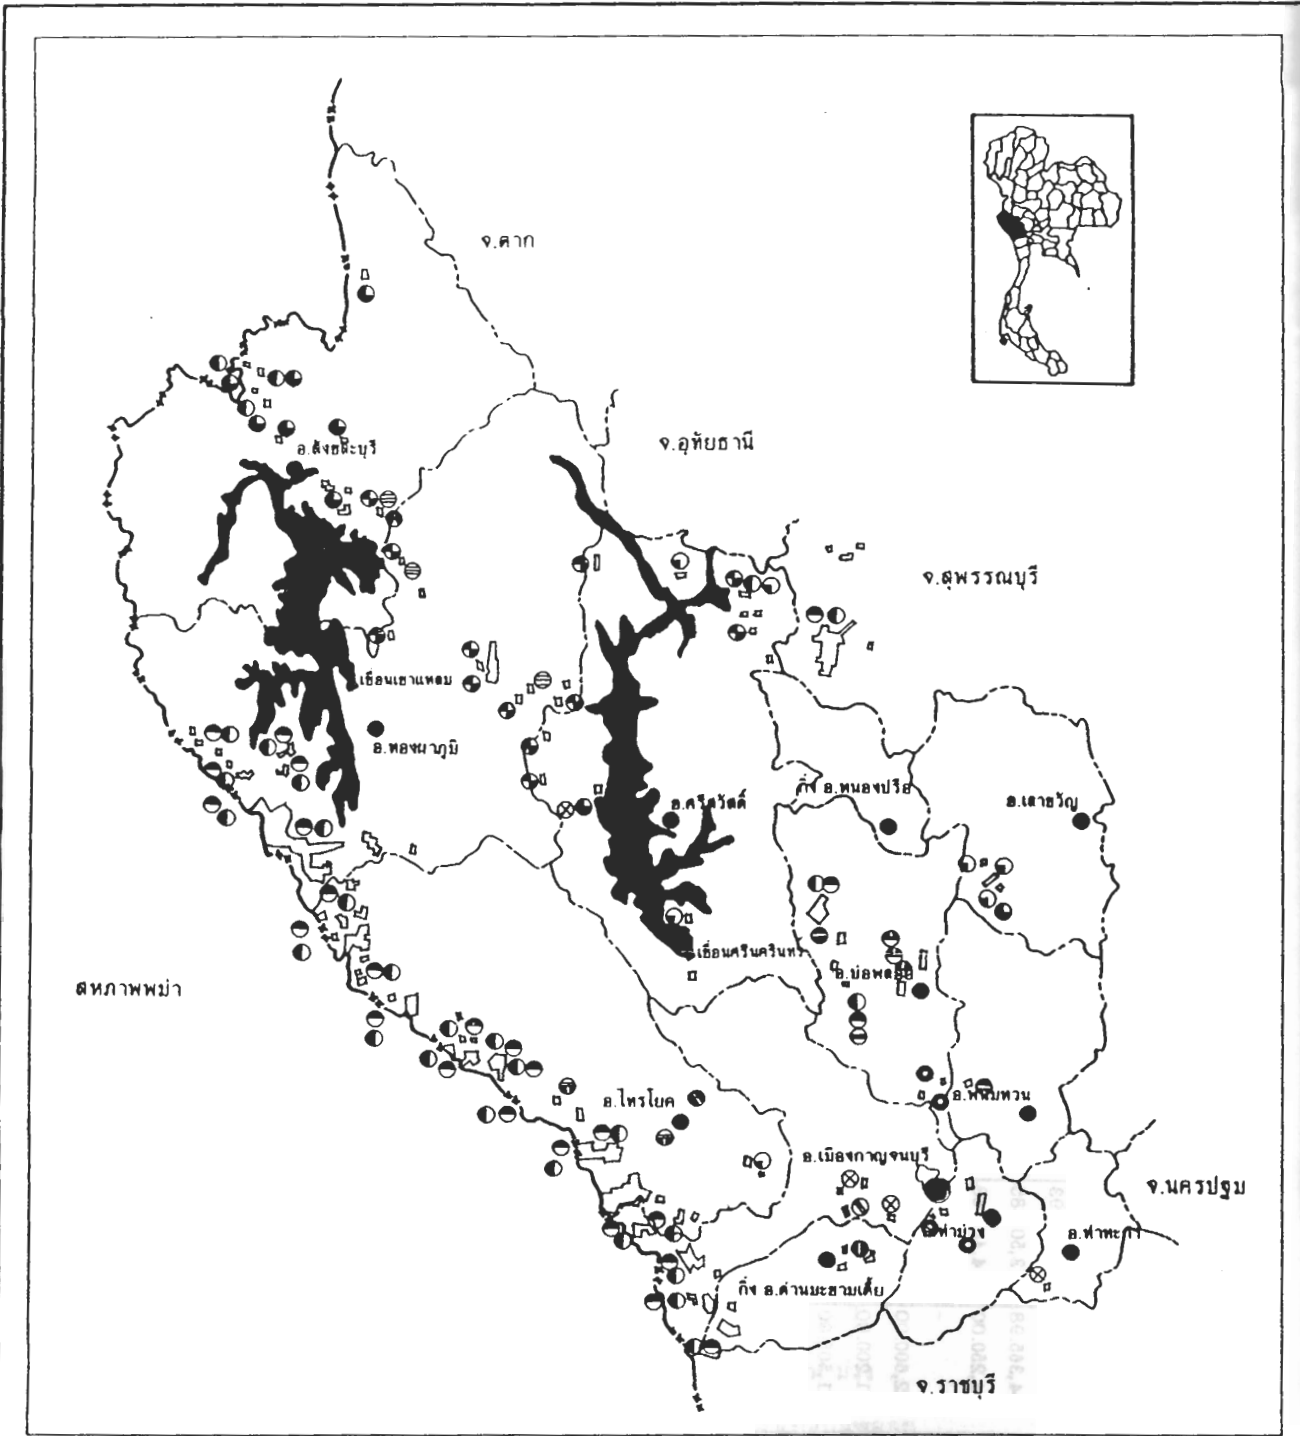 จ.ตาก
จ.อุทัยธานี
อ.สังขละบุรี
จ.สุพรรณบุรี
เขื่อนเขาแหลม
อ.ทองผาภูมิ
กิ่ง อ.หนองปรือ
อ.ศรีสวัสดิ์
อ.เลาขวัญ
เขื่อนศรีนครินทร์
อ.บ่อพลอย
สหภาพพม่า
อ.ไทรโยค
อ.พนมทวน
อ.เมืองกาญจนบุรี
จ.นครปฐม
อ.ท่าม่วง
อ.ท่ามะกา
กิ่ง อ.ด่านมะขามเตี้ย
จ.ราชบุรี